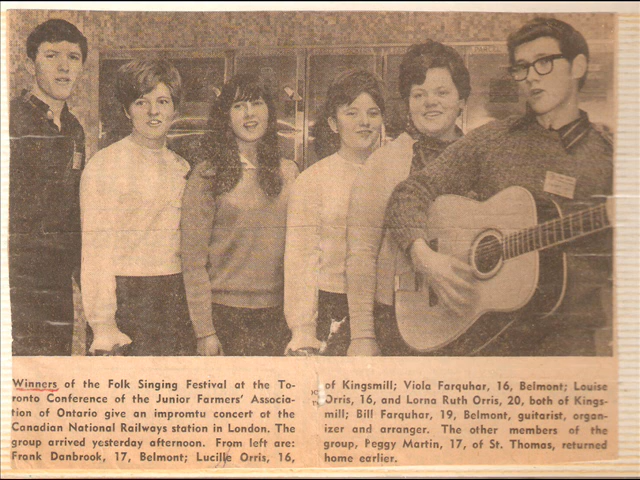 Winners of the Folk Singing Festival at the To-
ronto Conference of the Junior Farmers' Associa-
tion of Ontario give an impromtu concert at the
Canadian National Railways station in London. The
group arrived yesterday afternoon. From left are:
Frank Danbrook, 17, Belmont; Lucille Orris, 16,
of Kingsmill; Viola Farquhar, 16, Belmont; Louise
Orris, 16, and Lorna Ruth Orris, 20, both of Kings-
mill; Bill Farquhar, 19, Belmont, guitarist, organ-
izer and arranger. The other members of the
group, Peggy Martin, 17, of St. Thomas, returned
home earlier.